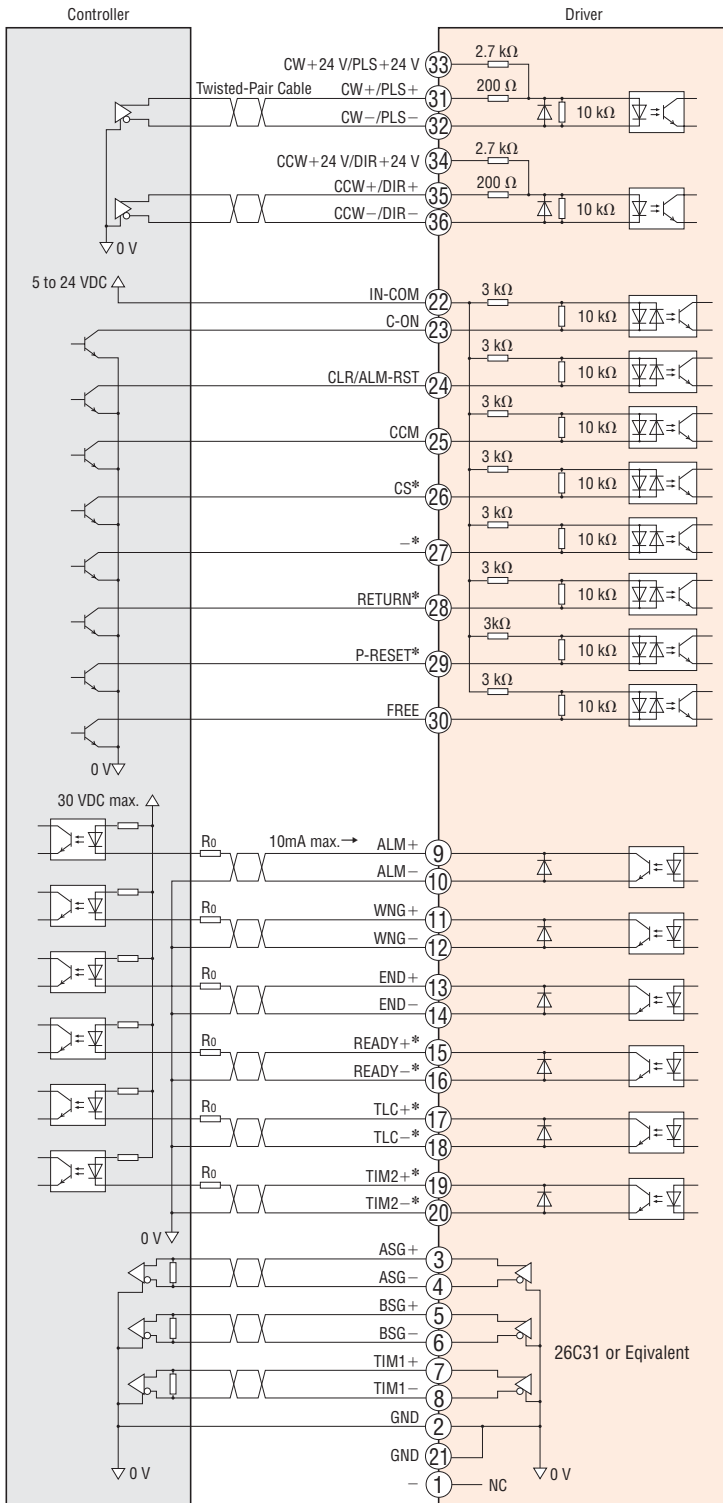 Controller
Driver
CW+24 V/PLS+24 V 33 2.7 kΩ
Twisted-Pair Cable CW+/PLS+ 31 200 Ω
CW−/PLS− 32 10 kΩ
CCW+24 V/DIR+24 V 34 2.7 kΩ
CCW+/DIR+ 35 200 Ω
CCW−/DIR− 36 10 kΩ
0 V
5 to 24 VDC IN-COM 22 3 kΩ
C-ON 23 10 kΩ
3 kΩ
CLR/ALM-RST 24 10 kΩ
3 kΩ
CCM 25 10 kΩ
3 kΩ
CS* 26 10 kΩ
3 kΩ
−* 27 10 kΩ
3 kΩ
RETURN* 28 10 kΩ
3kΩ
P-RESET* 29 10 kΩ
3 kΩ
FREE 30 10 kΩ
0 V
30 VDC max.
R0 10mA max.→ ALM+ 9
ALM− 10
R0 WNG+ 11
WNG− 12
R0 END+ 13
END− 14
R0 READY+* 15
READY−* 16
R0 TLC+* 17
TLC−* 18
R0 TIM2+* 19
TIM2−* 20
0 V
ASG+ 3
ASG− 4
BSG+ 5
BSG− 6
26C31 or Eqivalent
TIM1+ 7
TIM1− 8
GND 2
GND 21
0 V
0 V
− 1 NC